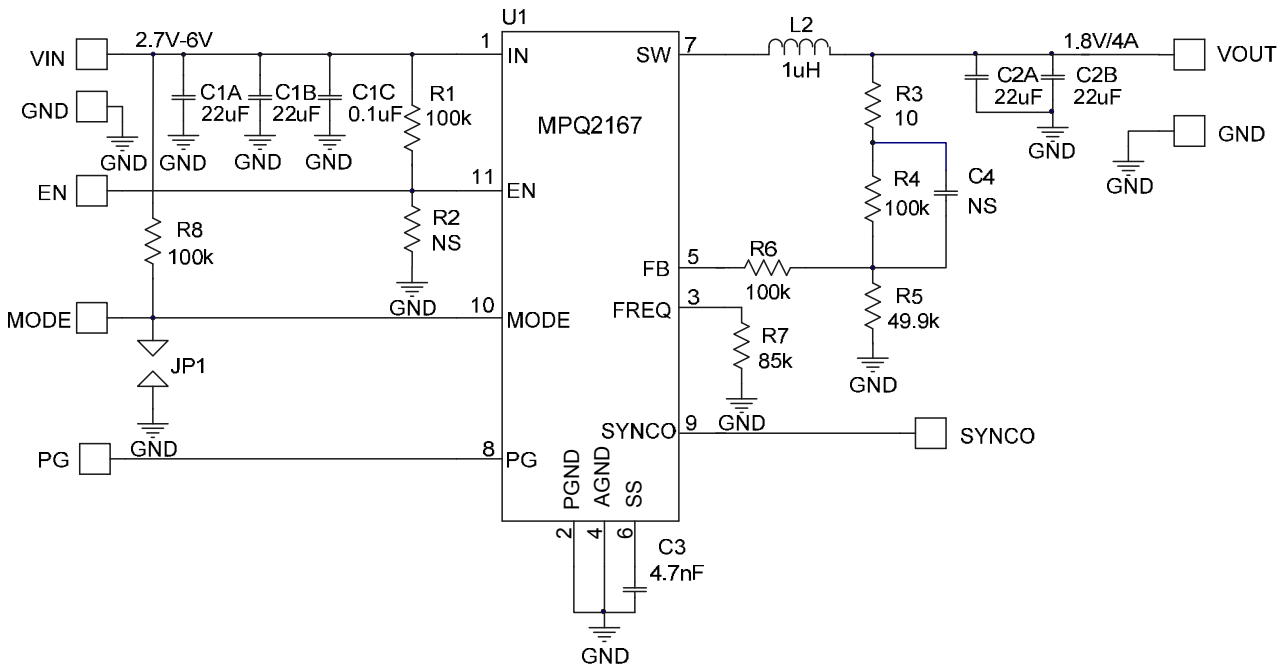 U1
VIN
2.7V-6V
1
IN
SW
7
L2
1uH
1.8V/4A
VOUT
C1A
22uF
C1B
22uF
C1C
0.1uF
R1
100k
MPQ2167
R3
10
C2A
22uF
C2B
22uF
GND
GND
GND
GND
GND
GND
GND
GND
EN
11
EN
R4
100k
C4
NS
R8
100k
R2
NS
GND
FB
5
R6
100k
FREQ
3
R5
49.9k
MODE
10
MODE
R7
85k
JP1
GND
GND
GND
PG
8
PG
SYNCO
9
SYNCO
PGND
AGND
SS
2
4
6
C3
4.7nF
GND